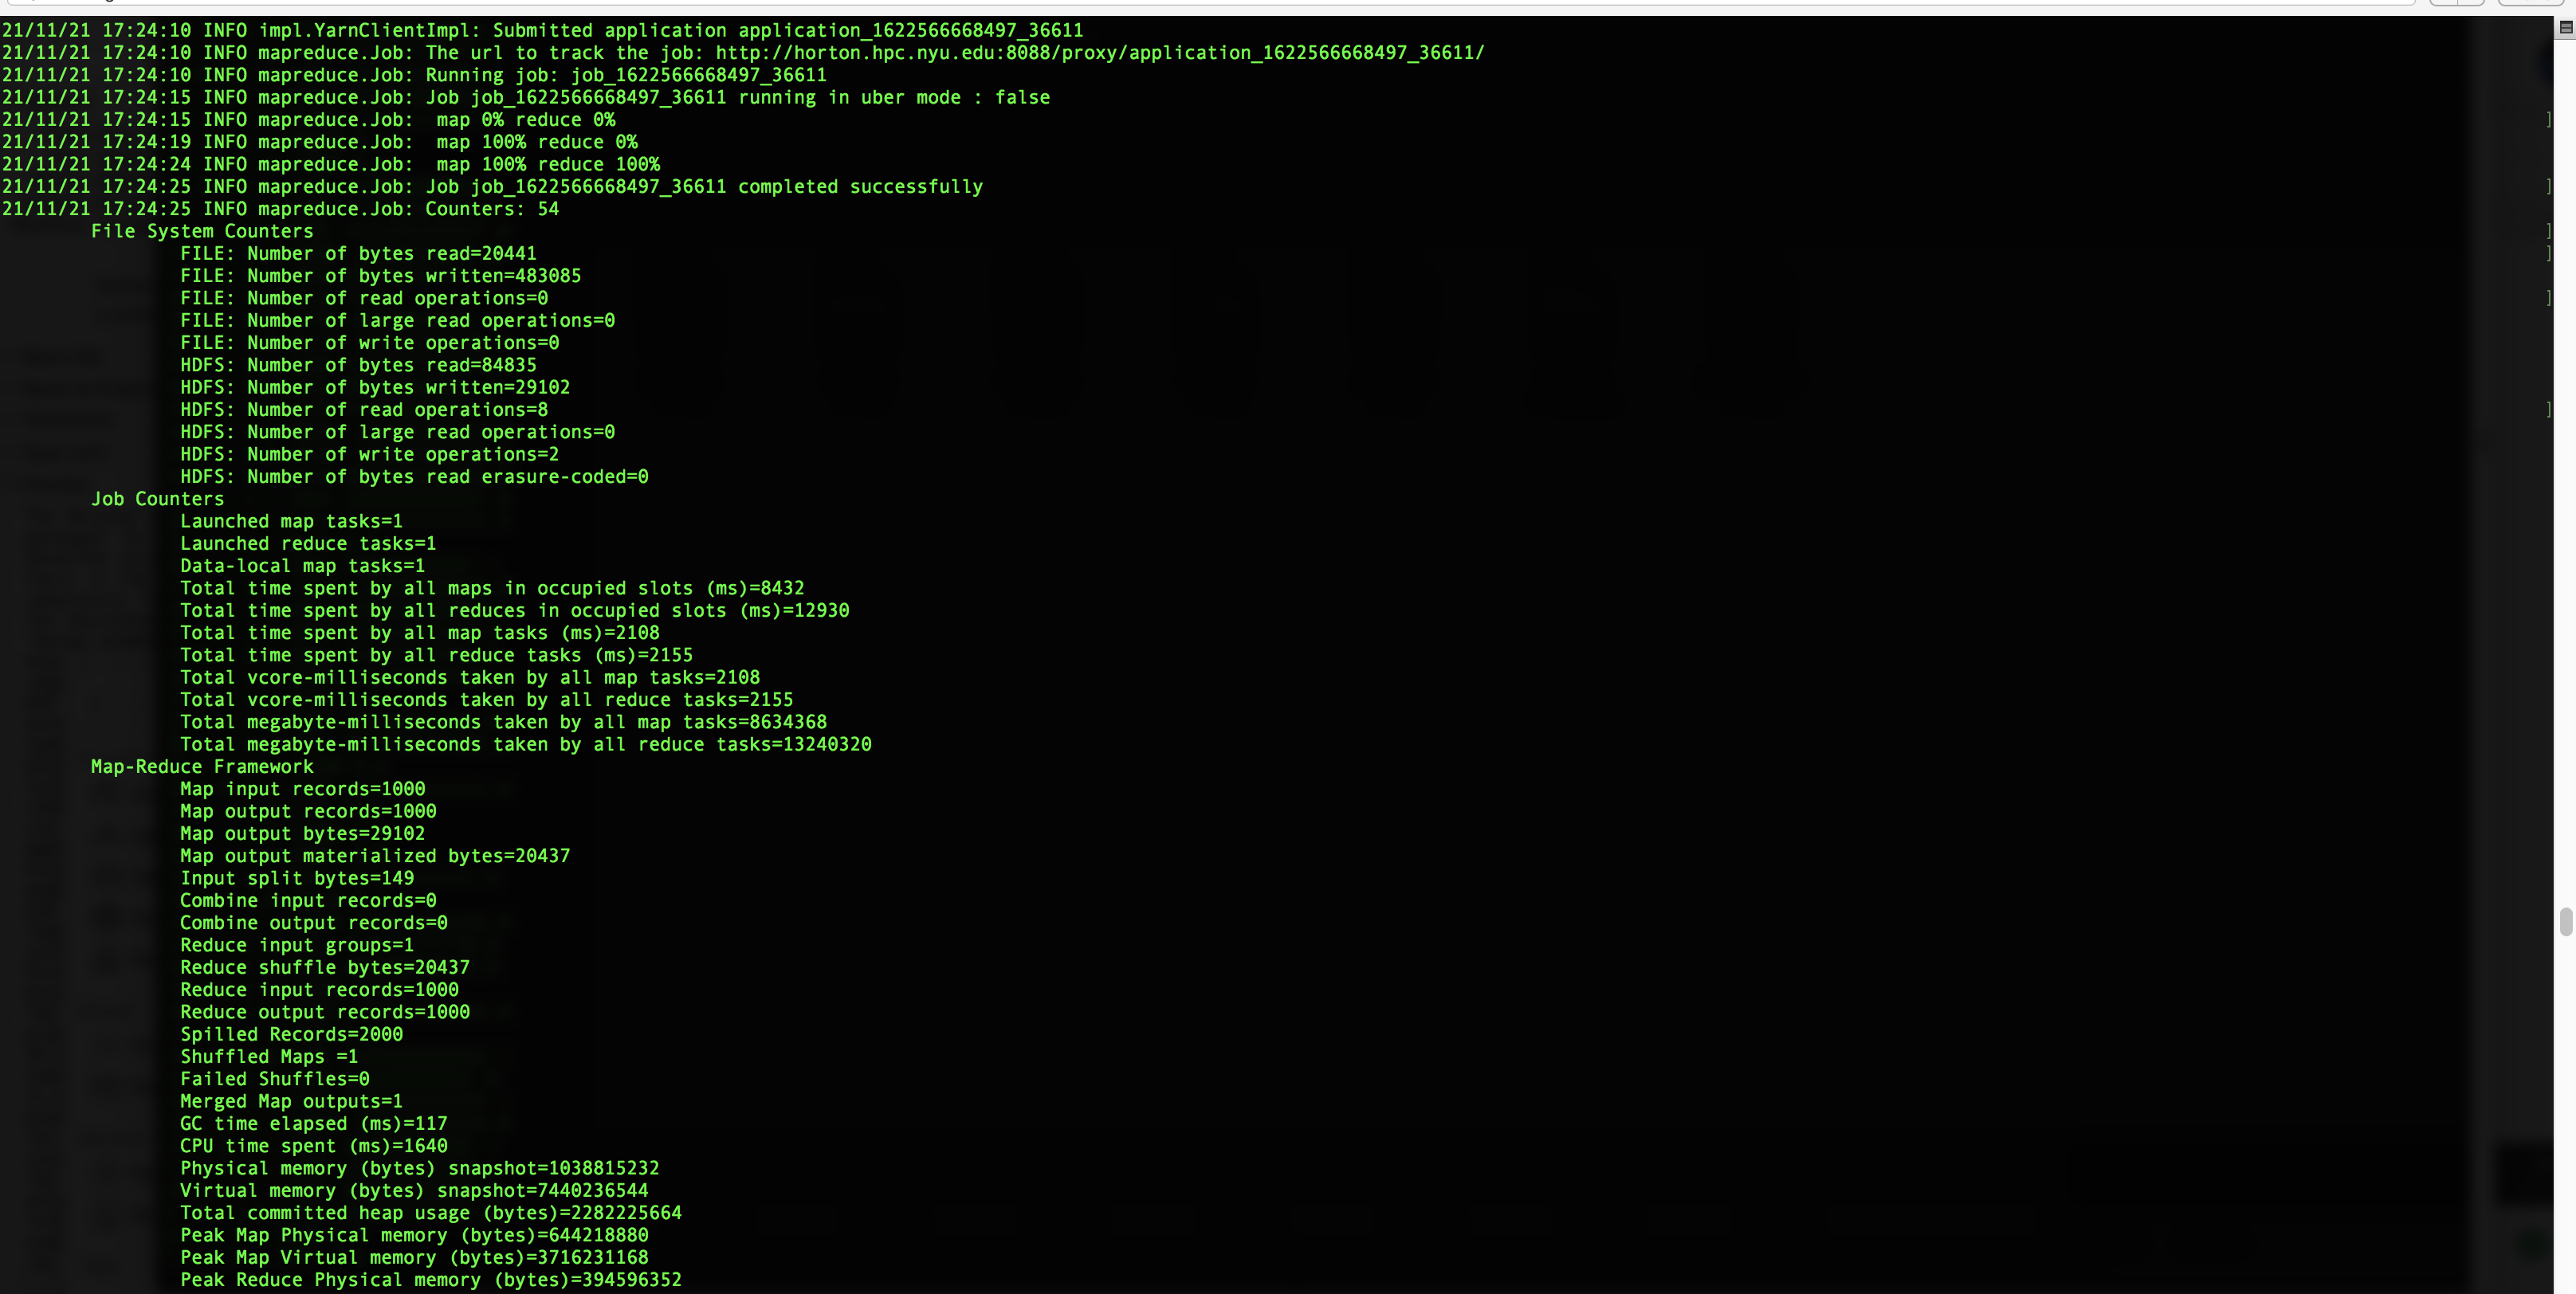 21/11/21 17:24:10 INFO impl.YarnClientImpl: Submitted application application_1622566668497_36611
21/11/21 17:24:10 INFO mapreduce.Job: The url to track the job: http://horton.hpc.nyu.edu:8088/proxy/application_1622566668497_36611/
21/11/21 17:24:10 INFO mapreduce.Job: Running job: job_1622566668497_36611
21/11/21 17:24:15 INFO mapreduce.Job: Job job_1622566668497_36611 running in uber mode : false
21/11/21 17:24:15 INFO mapreduce.Job:  map 0% reduce 0%
21/11/21 17:24:19 INFO mapreduce.Job:  map 100% reduce 0%
21/11/21 17:24:24 INFO mapreduce.Job:  map 100% reduce 100%
21/11/21 17:24:25 INFO mapreduce.Job: Job job_1622566668497_36611 completed successfully
21/11/21 17:24:25 INFO mapreduce.Job: Counters: 54
File System Counters
FILE: Number of bytes read=20441
FILE: Number of bytes written=483085
FILE: Number of read operations=0
FILE: Number of large read operations=0
FILE: Number of write operations=0
HDFS: Number of bytes read=84835
HDFS: Number of bytes written=29102
HDFS: Number of read operations=8
HDFS: Number of large read operations=0
HDFS: Number of write operations=2
HDFS: Number of bytes read erasure-coded=0
Job Counters
Launched map tasks=1
Launched reduce tasks=1
Data-local map tasks=1
Total time spent by all maps in occupied slots (ms)=8432
Total time spent by all reduces in occupied slots (ms)=12930
Total time spent by all map tasks (ms)=2108
Total time spent by all reduce tasks (ms)=2155
Total vcore-milliseconds taken by all map tasks=2108
Total vcore-milliseconds taken by all reduce tasks=2155
Total megabyte-milliseconds taken by all map tasks=8634368
Total megabyte-milliseconds taken by all reduce tasks=13240320
Map-Reduce Framework
Map input records=1000
Map output records=1000
Map output bytes=29102
Map output materialized bytes=20437
Input split bytes=149
Combine input records=0
Combine output records=0
Reduce input groups=1
Reduce shuffle bytes=20437
Reduce input records=1000
Reduce output records=1000
Spilled Records=2000
Shuffled Maps =1
Failed Shuffles=0
Merged Map outputs=1
GC time elapsed (ms)=117
CPU time spent (ms)=1640
Physical memory (bytes) snapshot=1038815232
Virtual memory (bytes) snapshot=7440236544
Total committed heap usage (bytes)=2282225664
Peak Map Physical memory (bytes)=644218880
Peak Map Virtual memory (bytes)=3716231168
Peak Reduce Physical memory (bytes)=394596352